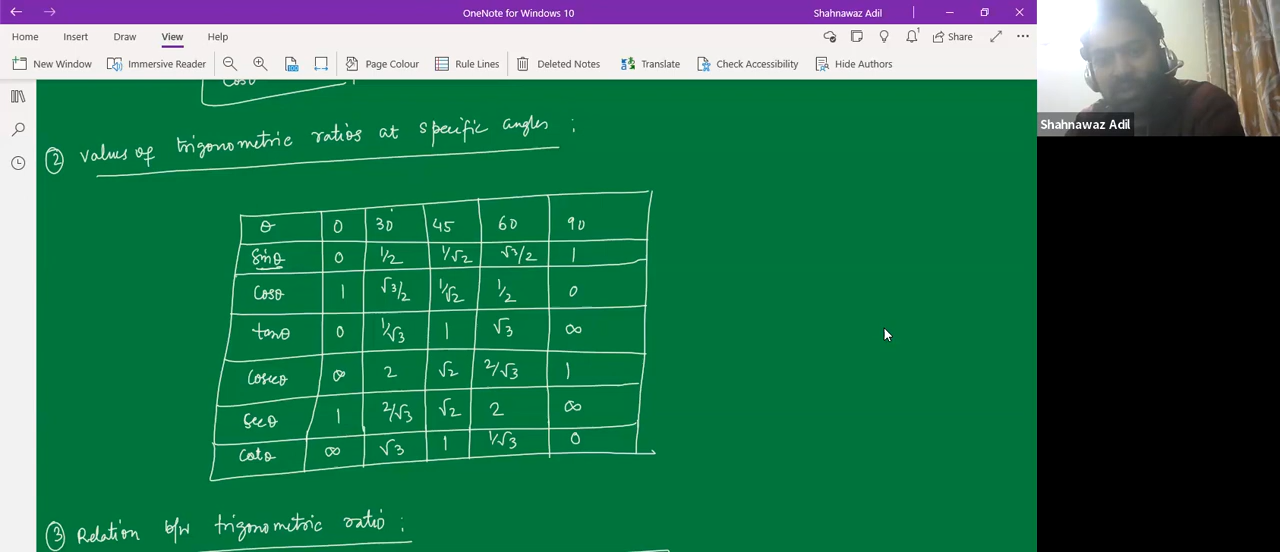 OneNote for Windows 10
Shahnawaz Adil
Home Insert Draw View Help
Share
New Window Immersive Reader Page Colour Rule Lines Deleted Notes Translate Check Accessibility Hide Authors
Shahnawaz Adil
② Values of trigonometric ratios at specific angles :
θ 0 30 45 60 90
sinθ 0 1/2 1/√2 √3/2 1
cosθ 1 √3/2 1/√2 1/2 0
tanθ 0 1/√3 1 √3 ∞
cosecθ ∞ 2 √2 2/√3 1
secθ 1 2/√3 √2 2 ∞
cotθ ∞ √3 1 1/√3 0
③ Relation b/w trigonometric ratio :